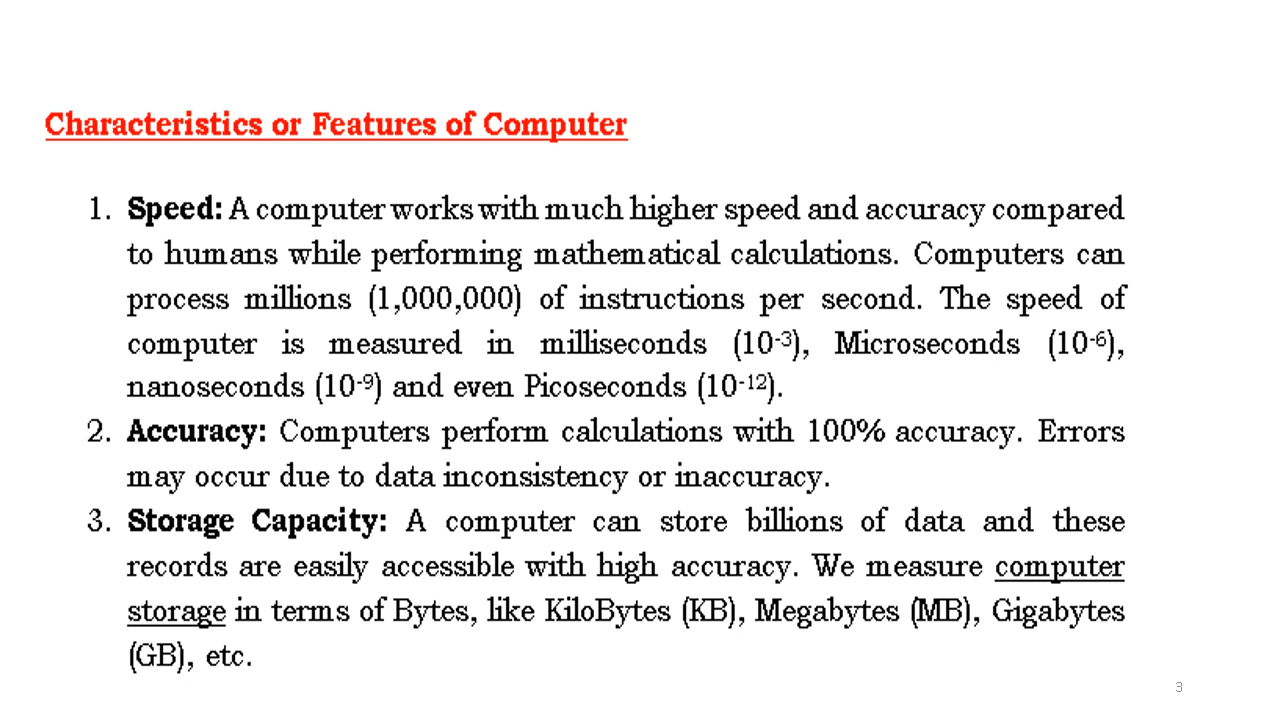 Characteristics or Features of Computer
1. Speed: A computer works with much higher speed and accuracy compared
to humans while performing mathematical calculations. Computers can
process millions (1,000,000) of instructions per second. The speed of
computer is measured in milliseconds (10⁻³), Microseconds (10⁻⁶),
nanoseconds (10⁻⁹) and even Picoseconds (10⁻¹²).
2. Accuracy: Computers perform calculations with 100% accuracy. Errors
may occur due to data inconsistency or inaccuracy.
3. Storage Capacity: A computer can store billions of data and these
records are easily accessible with high accuracy. We measure computer
storage in terms of Bytes, like KiloBytes (KB), Megabytes (MB), Gigabytes
(GB), etc.
3